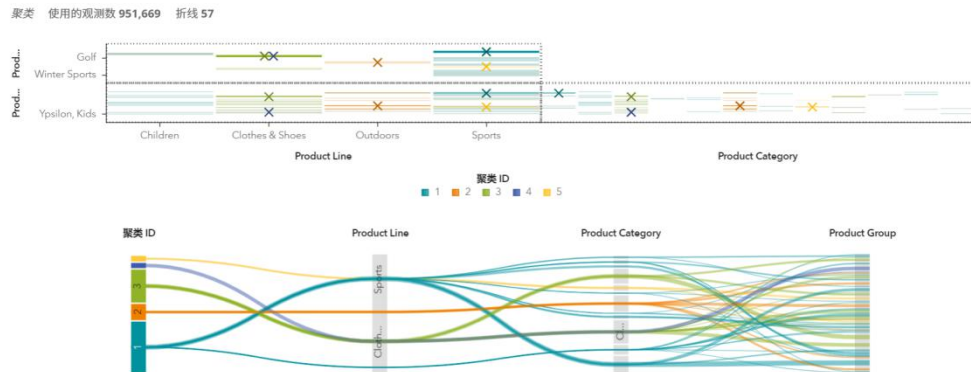 聚类 使用的观测数 951,669 折线 57
Prod...
Golf
Winter Sports
Prod...
Ypsilon, Kids
Children Clothes & Shoes Outdoors Sports
Product Line Product Category
聚类 ID
1 2 3 4 5
聚类 ID Product Line Product Category Product Group
Sports
3
2
Cl...
Cloth...
1